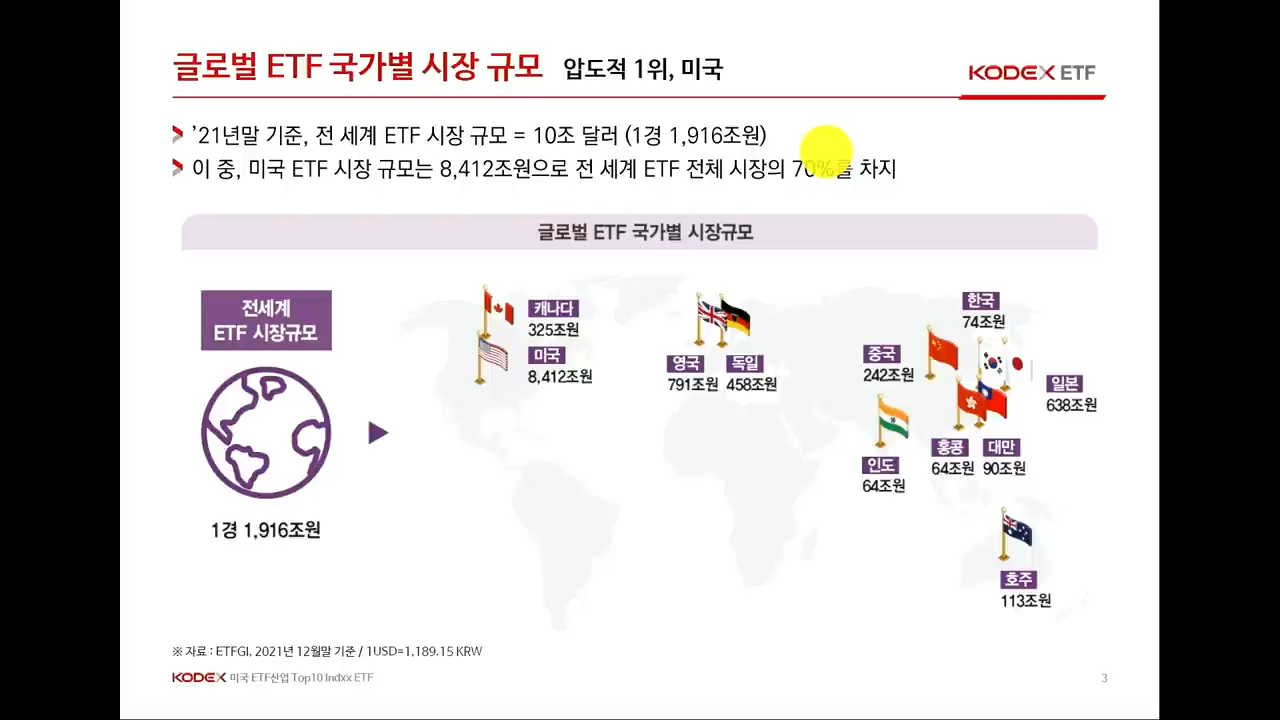 글로벌 ETF 국가별 시장 규모 압도적 1위, 미국
KODEX ETF
’21년말 기준, 전 세계 ETF 시장 규모 = 10조 달러 (1경 1,916조원)
이 중, 미국 ETF 시장 규모는 8,412조원으로 전 세계 ETF 전체 시장의 70%를 차지
글로벌 ETF 국가별 시장규모
전세계
ETF 시장규모
1경 1,916조원
캐나다
325조원
미국
8,412조원
영국
791조원
독일
458조원
한국
74조원
중국
242조원
일본
638조원
인도
64조원
홍콩
64조원
대만
90조원
호주
113조원
※ 자료 : ETFGI, 2021년 12월말 기준 / 1USD=1,189.15 KRW
KODEX 미국 ETF산업 Top10 Indxx ETF
3